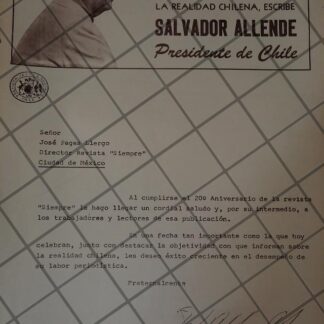 LA REALIDAD CHILENA, ESCRIBE
SALVADOR ALLENDE
Presidente de Chile
Señor
José Pagés Llergo
Director Revista "Siempre"
Ciudad de México
Al cumplirse el 20º Aniversario de la revista
"Siempre" le hago llegar un cordial saludo y, por su intermedio, a
los trabajadores y lectores de esa publicación.
En una fecha tan importante como la que hoy
celebran, junto con destacar la objetividad con que informan sobre
la realidad chilena, les deseo éxito creciente en el desempeño de
su labor periodística.
Fraternalmente